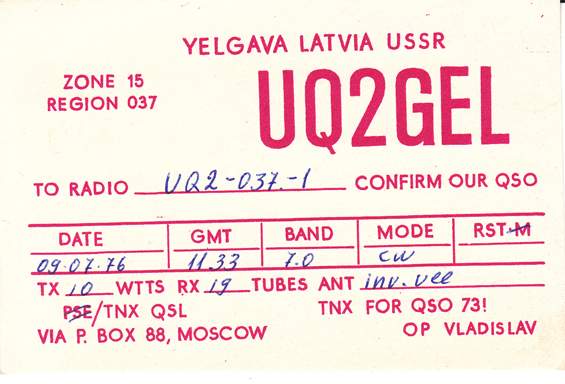 YELGAVA LATVIA USSR
ZONE 15
REGION 037
UQ2GEL
TO RADIO UQ2-037-1 CONFIRM OUR QSO
DATE GMT BAND MODE RST-M
09.07.76 11.33 7.0 CW
TX 10 WTTS RX 19 TUBES ANT inv. vee
PSE/TNX QSL TNX FOR QSO 73!
VIA P. BOX 88, MOSCOW OP VLADISLAV